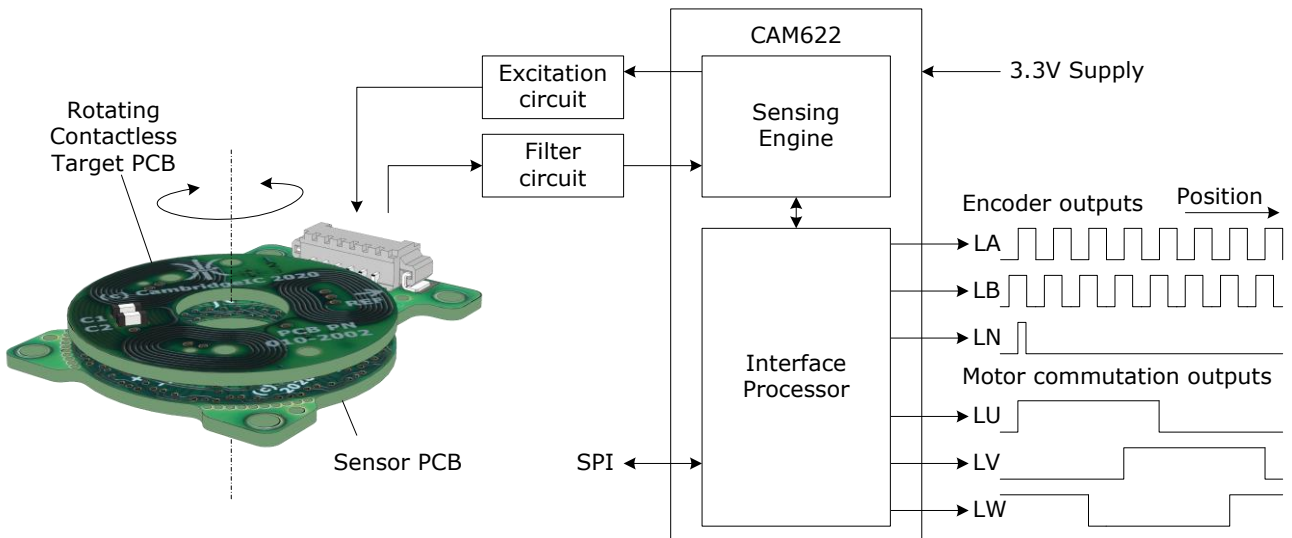 CAM622
Excitation
circuit
3.3V Supply
Rotating
Contactless
Target PCB
Sensing
Engine
Filter
circuit
Encoder outputs
Position
LA
LB
LN
(c) CambridgeIC 2020
REF
C1
C2
PCB PN
010-2002
Interface
Processor
Motor commutation outputs
LU
LV
LW
Sensor PCB
SPI